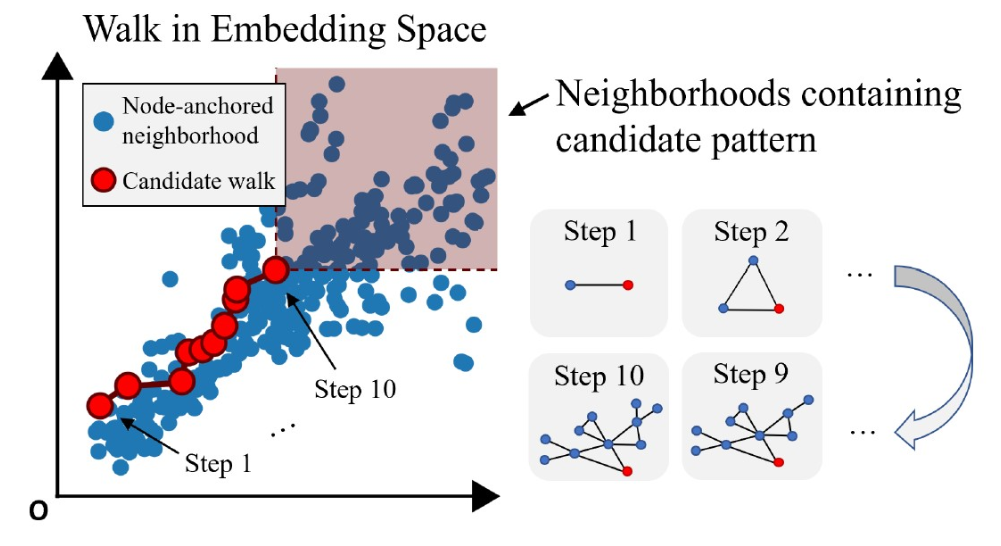 Walk in Embedding Space
Node-anchored
neighborhood
Candidate walk
Neighborhoods containing
candidate pattern
Step 1
Step 2
...
Step 10
Step 9
...
Step 10
...
Step 1
O